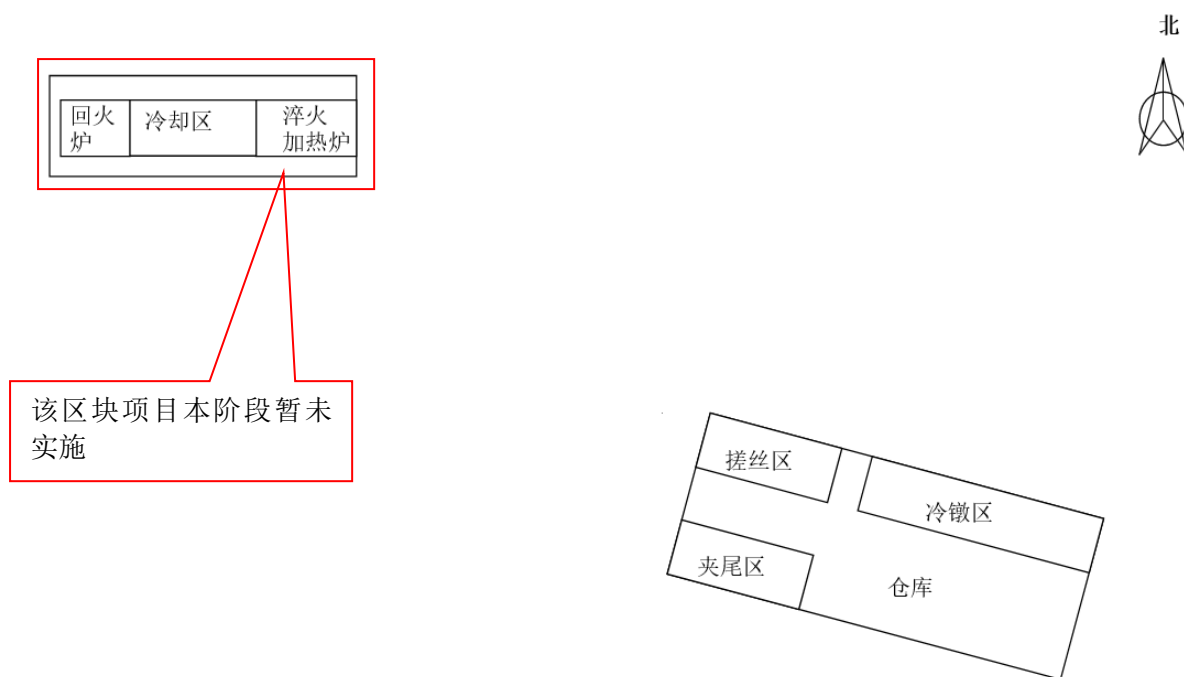 北
回火
炉
冷却区
淬火
加热炉
该区块项目本阶段暂未
实施
搓丝区
冷镦区
夹尾区
仓库